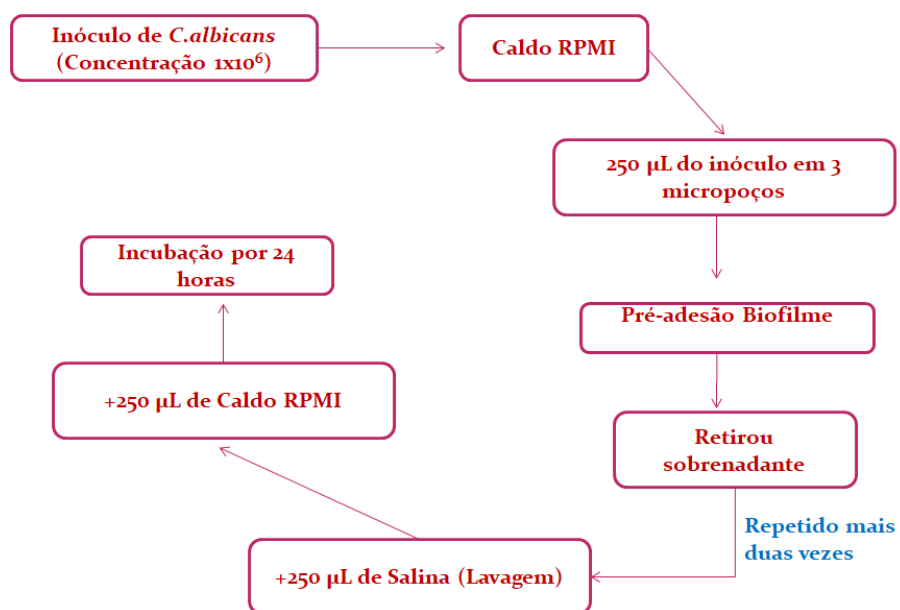 Inóculo de C.albicans
(Concentração 1x10⁶)
Caldo RPMI
250 µL do inóculo em 3
micropoços
Pré-adesão Biofilme
Retirou
sobrenadante
Repetido mais
duas vezes
+250 µL de Salina (Lavagem)
+250 µL de Caldo RPMI
Incubação por 24
horas